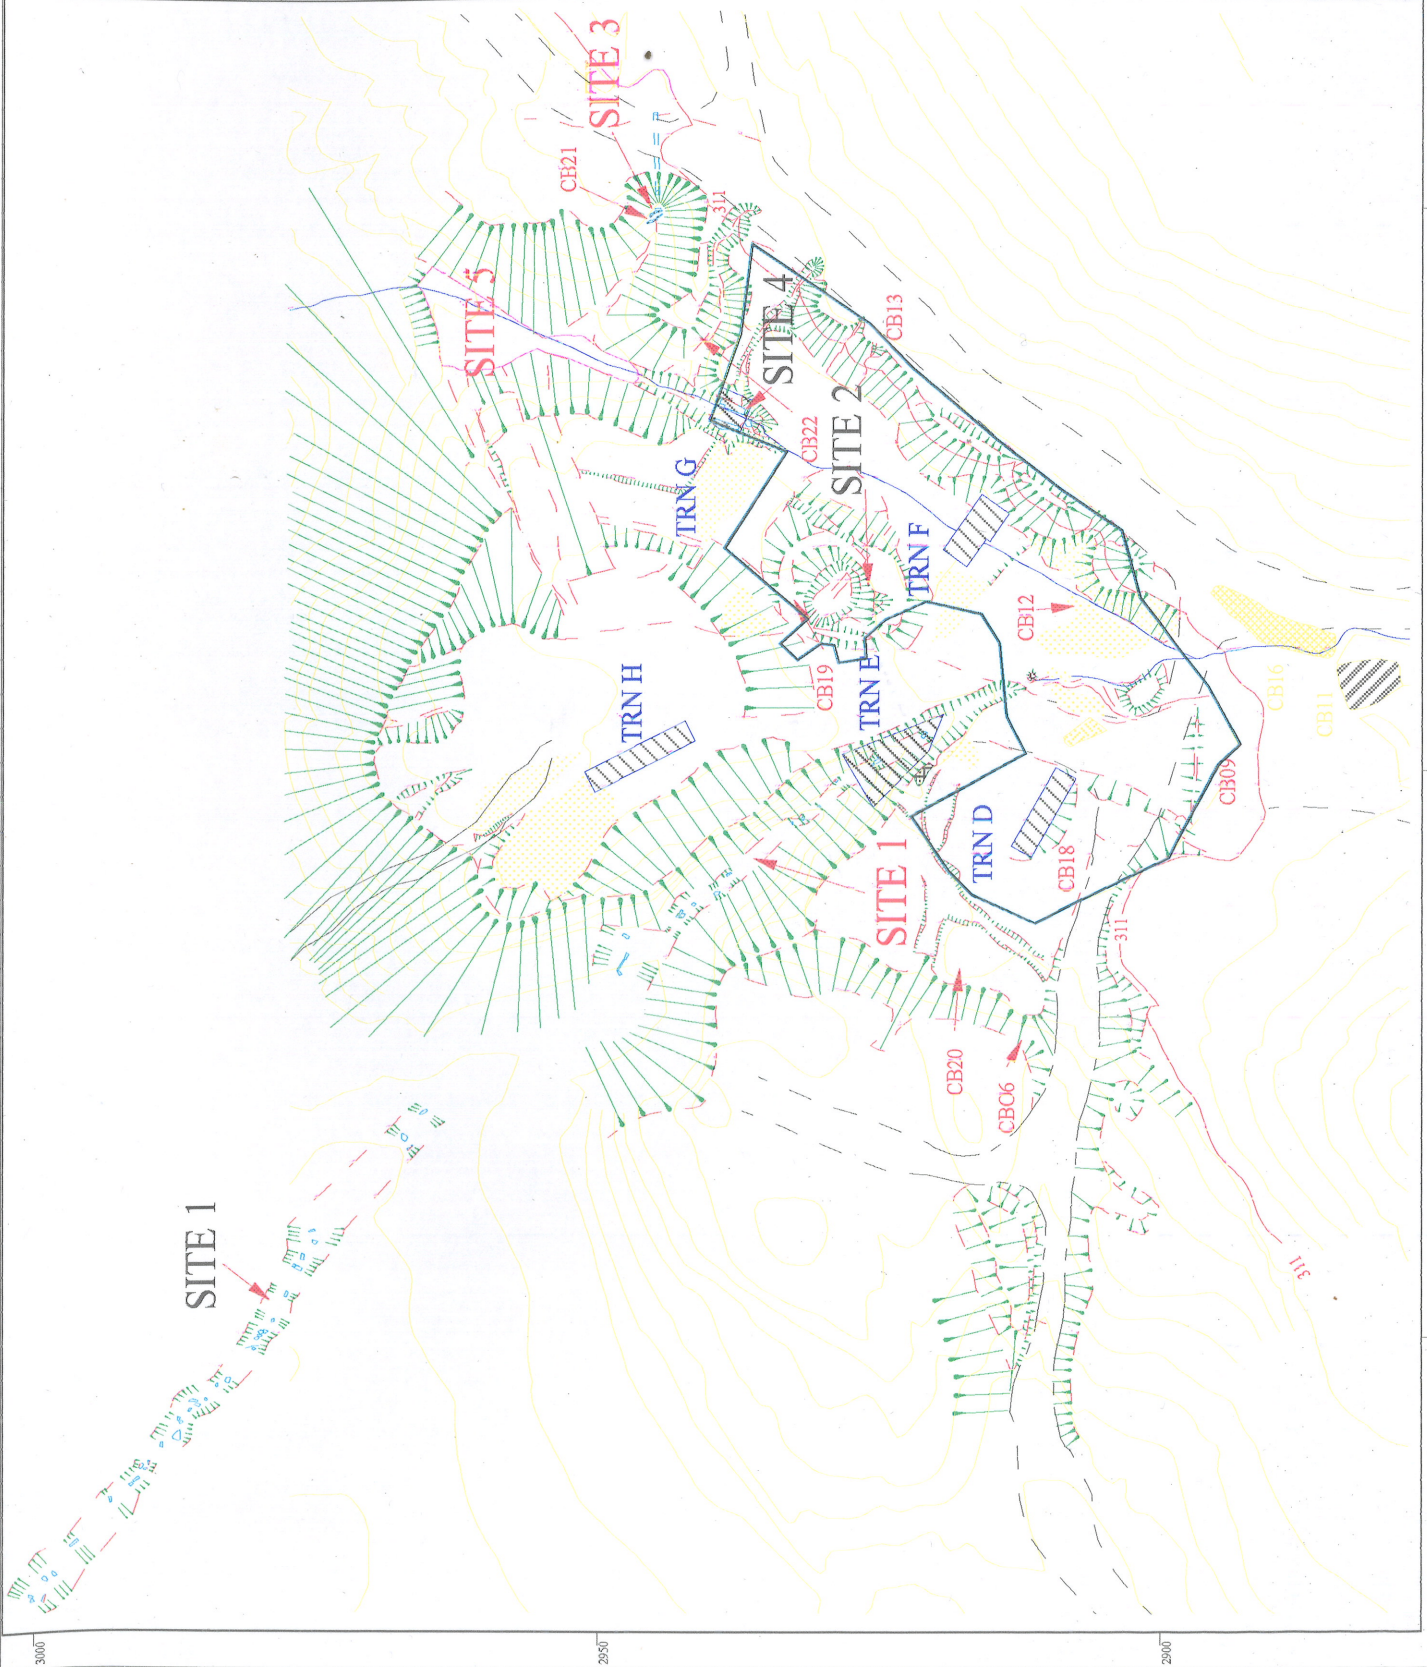 SITE 3
CB21
311
SITE 5
SITE 4
CB13
CB22
SITE 2
TRN G
TRN F
CB12
TRN H
CB19
TRN E
CB16
CB11
CB09
TRN D
CB18
SITE 1
311
CB20
CBC6
SITE 1
311
3000
2950
2900